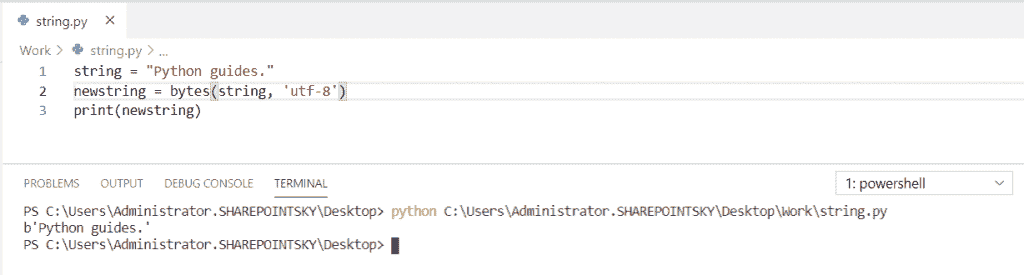 string.py ×
Work > string.py > ...
1 string = "Python guides."
2 newstring = bytes(string, 'utf-8')
3 print(newstring)
PROBLEMS OUTPUT DEBUG CONSOLE TERMINAL 1: powershell
PS C:\Users\Administrator.SHAREPOINTSKY\Desktop> python C:\Users\Administrator.SHAREPOINTSKY\Desktop\Work\string.py
b'Python guides.'
PS C:\Users\Administrator.SHAREPOINTSKY\Desktop>